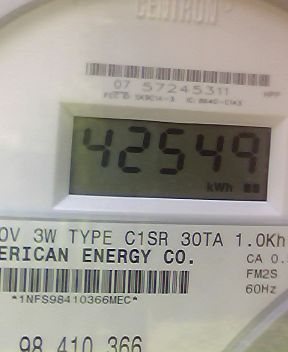 CENTRON
07 57245311
42549
kWh
0V 3W TYPE C1SR 30TA 1.0Kh
ERICAN ENERGY CO.
CA 0.
FM2S
*1NFS98410366MEC*
60Hz
98 410 366